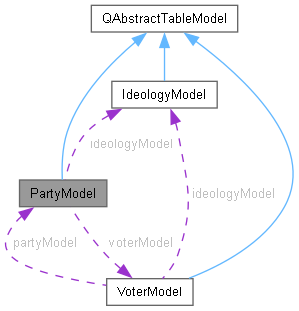 QAbstractTableModel
IdeologyModel
ideologyModel
PartyModel
ideologyModel
partyModel
voterModel
VoterModel